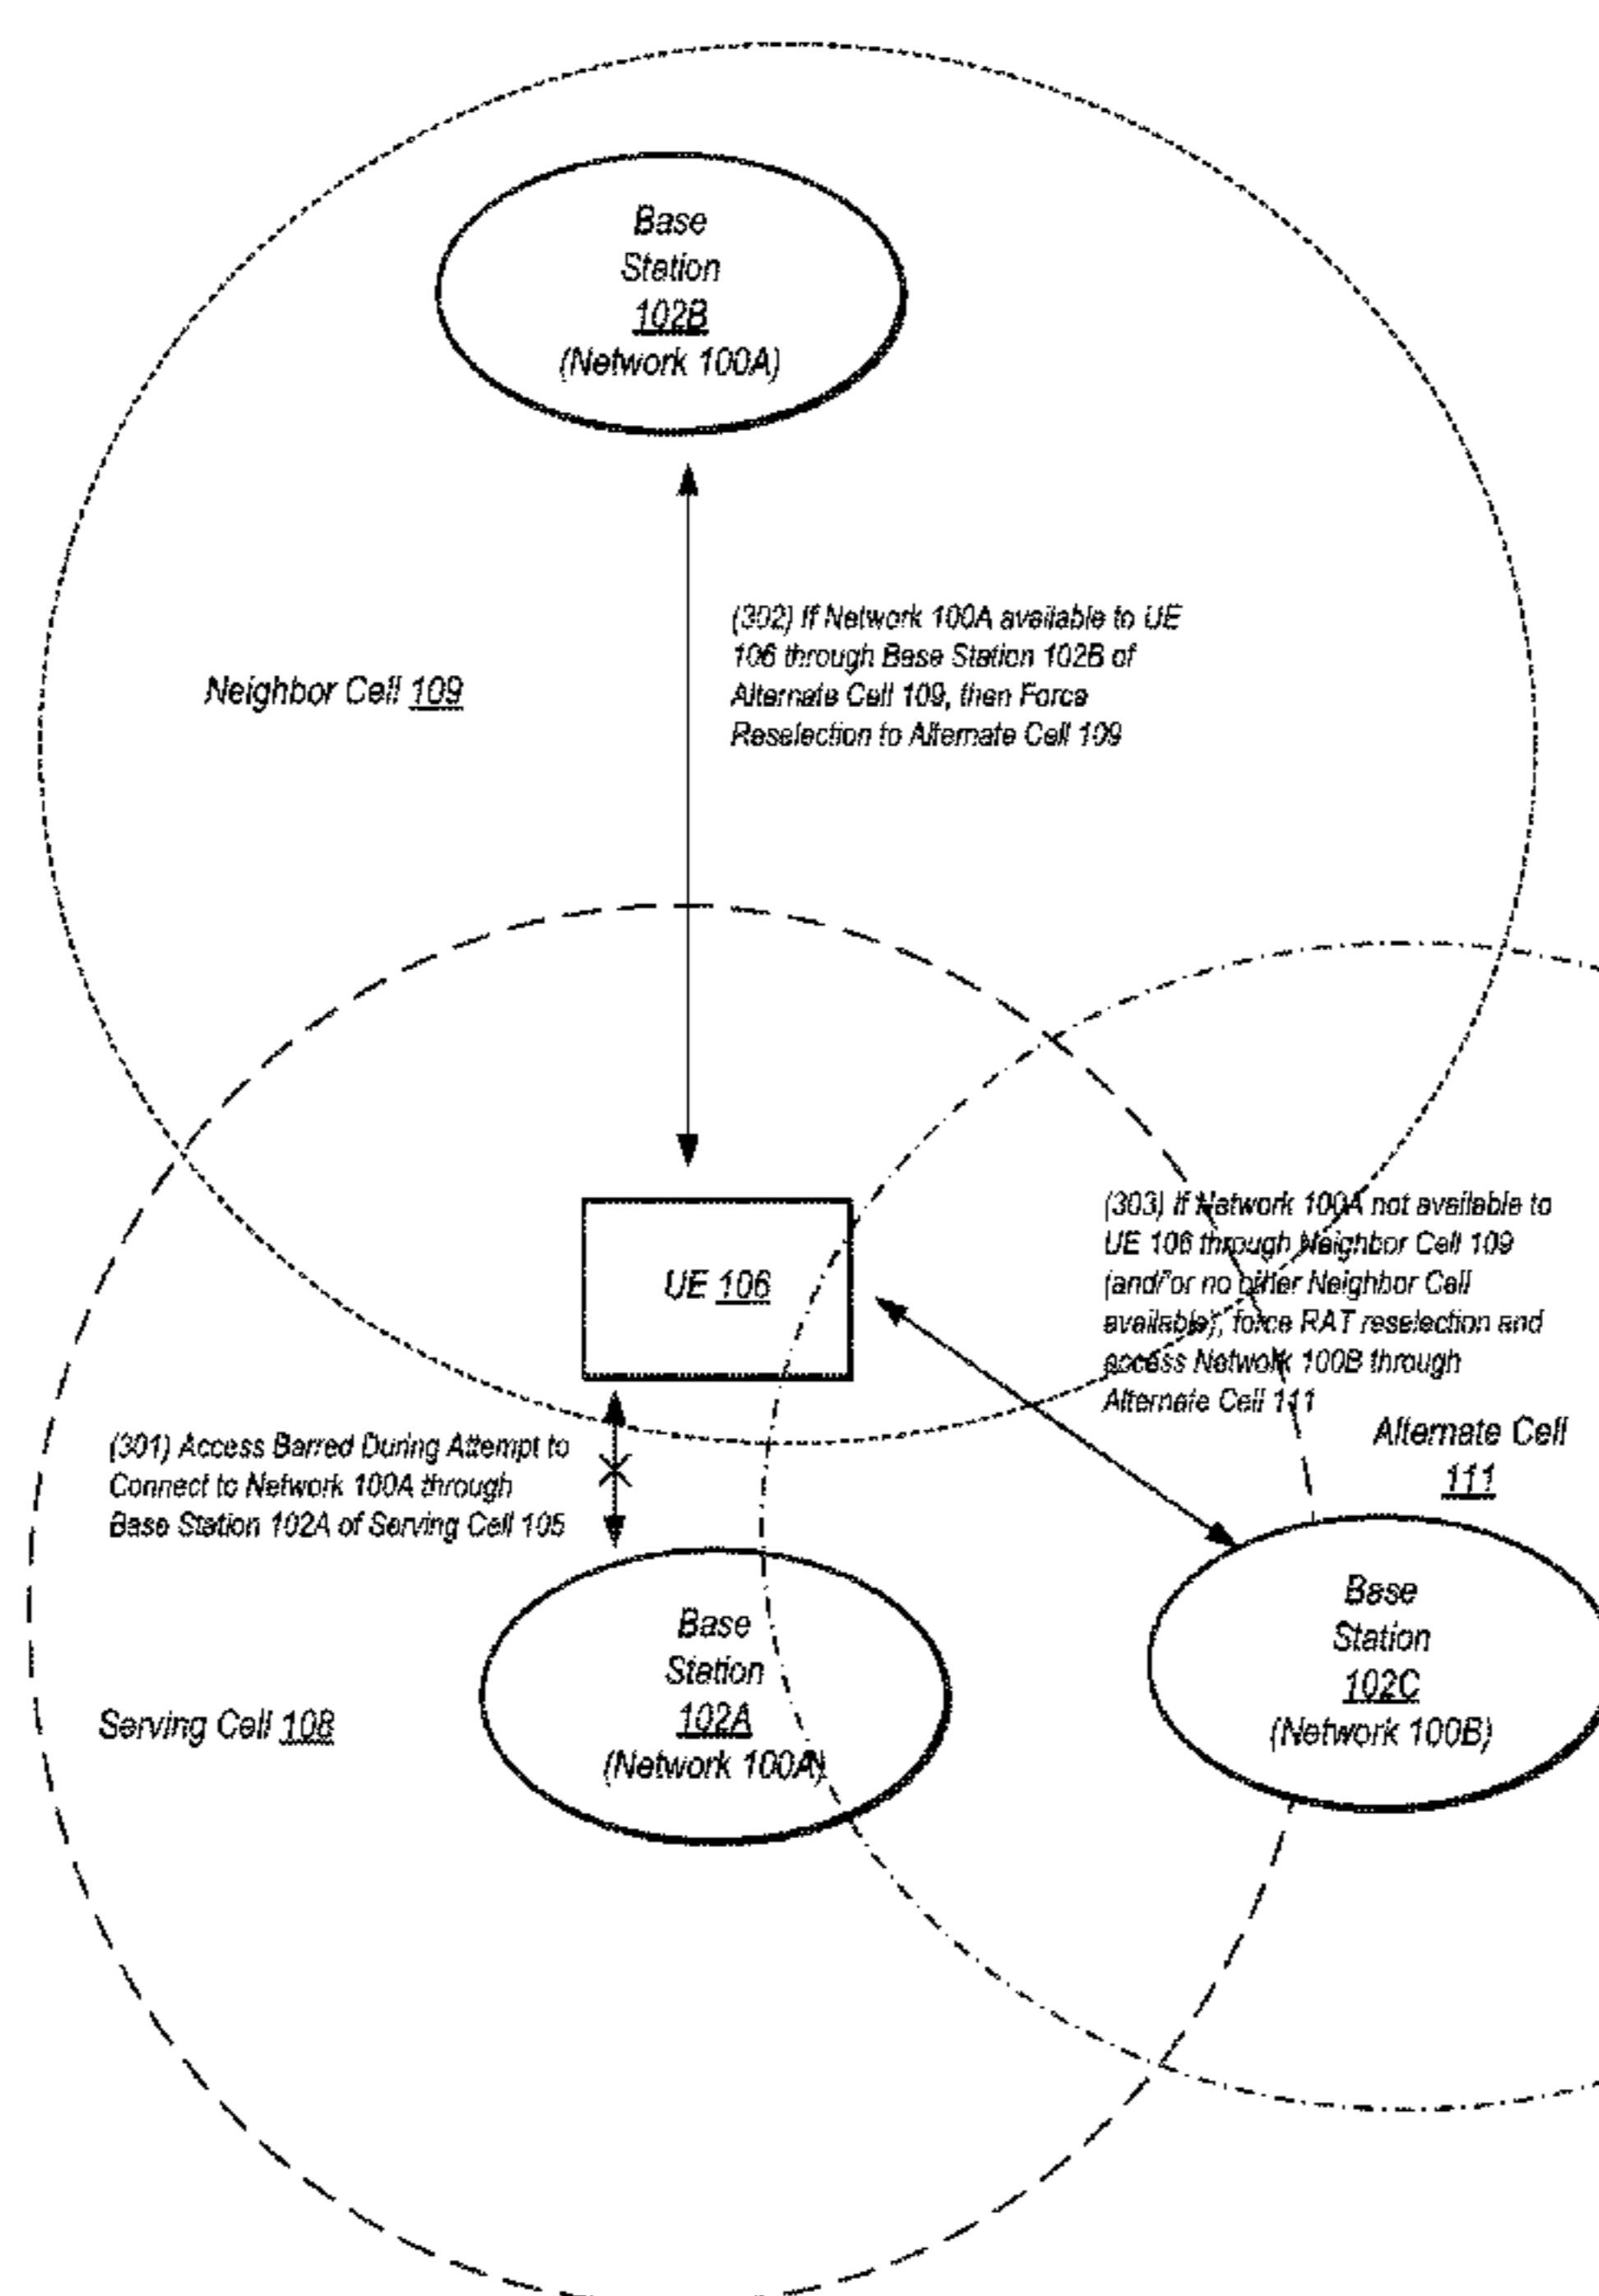 Base
Station
102B
(Network 100A)
(302) If Network 100A available to UE
106 through Base Station 102B of
Alternate Cell 109, then Force
Reselection to Alternate Cell 109
Neighbor Cell 109
UE 106
(303) If Network 100A not available to
UE 106 through Neighbor Cell 109
(and/or no other Neighbor Cell
available), force RAT reselection and
access Network 100B through
Alternate Cell 111
(301) Access Barred During Attempt to
Connect to Network 100A through
Base Station 102A of Serving Cell 105
Alternate Cell
111
Base
Station
102A
(Network 100A)
Base
Station
102C
(Network 100B)
Serving Cell 108